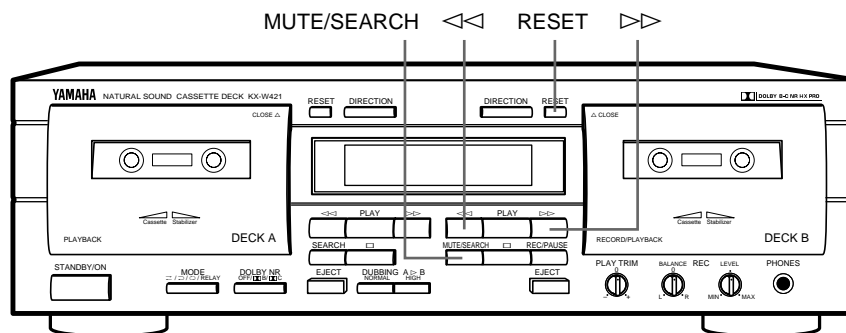 MUTE/SEARCH ◁◁ RESET ▷▷
YAMAHA NATURAL SOUND CASSETTE DECK KX-W421
RESET DIRECTION DIRECTION RESET
DOLBY B-C NR HX PRO
CLOSE △
△ CLOSE
Cassette Stabilizer
Cassette Stabilizer
PLAYBACK DECK A
RECORD/PLAYBACK DECK B
◁◁ PLAY ▷▷
◁◁ PLAY ▷▷
SEARCH □
MUTE/SEARCH □ REC/PAUSE
STANDBY/ON
MODE
⇄ / ⊃ / ⊂⊃ / RELAY
DOLBY NR
OFF/B/C
EJECT
DUBBING A ▷ B
NORMAL HIGH
EJECT
PLAY TRIM
0
– +
BALANCE REC LEVEL
0
L R
MIN MAX
PHONES